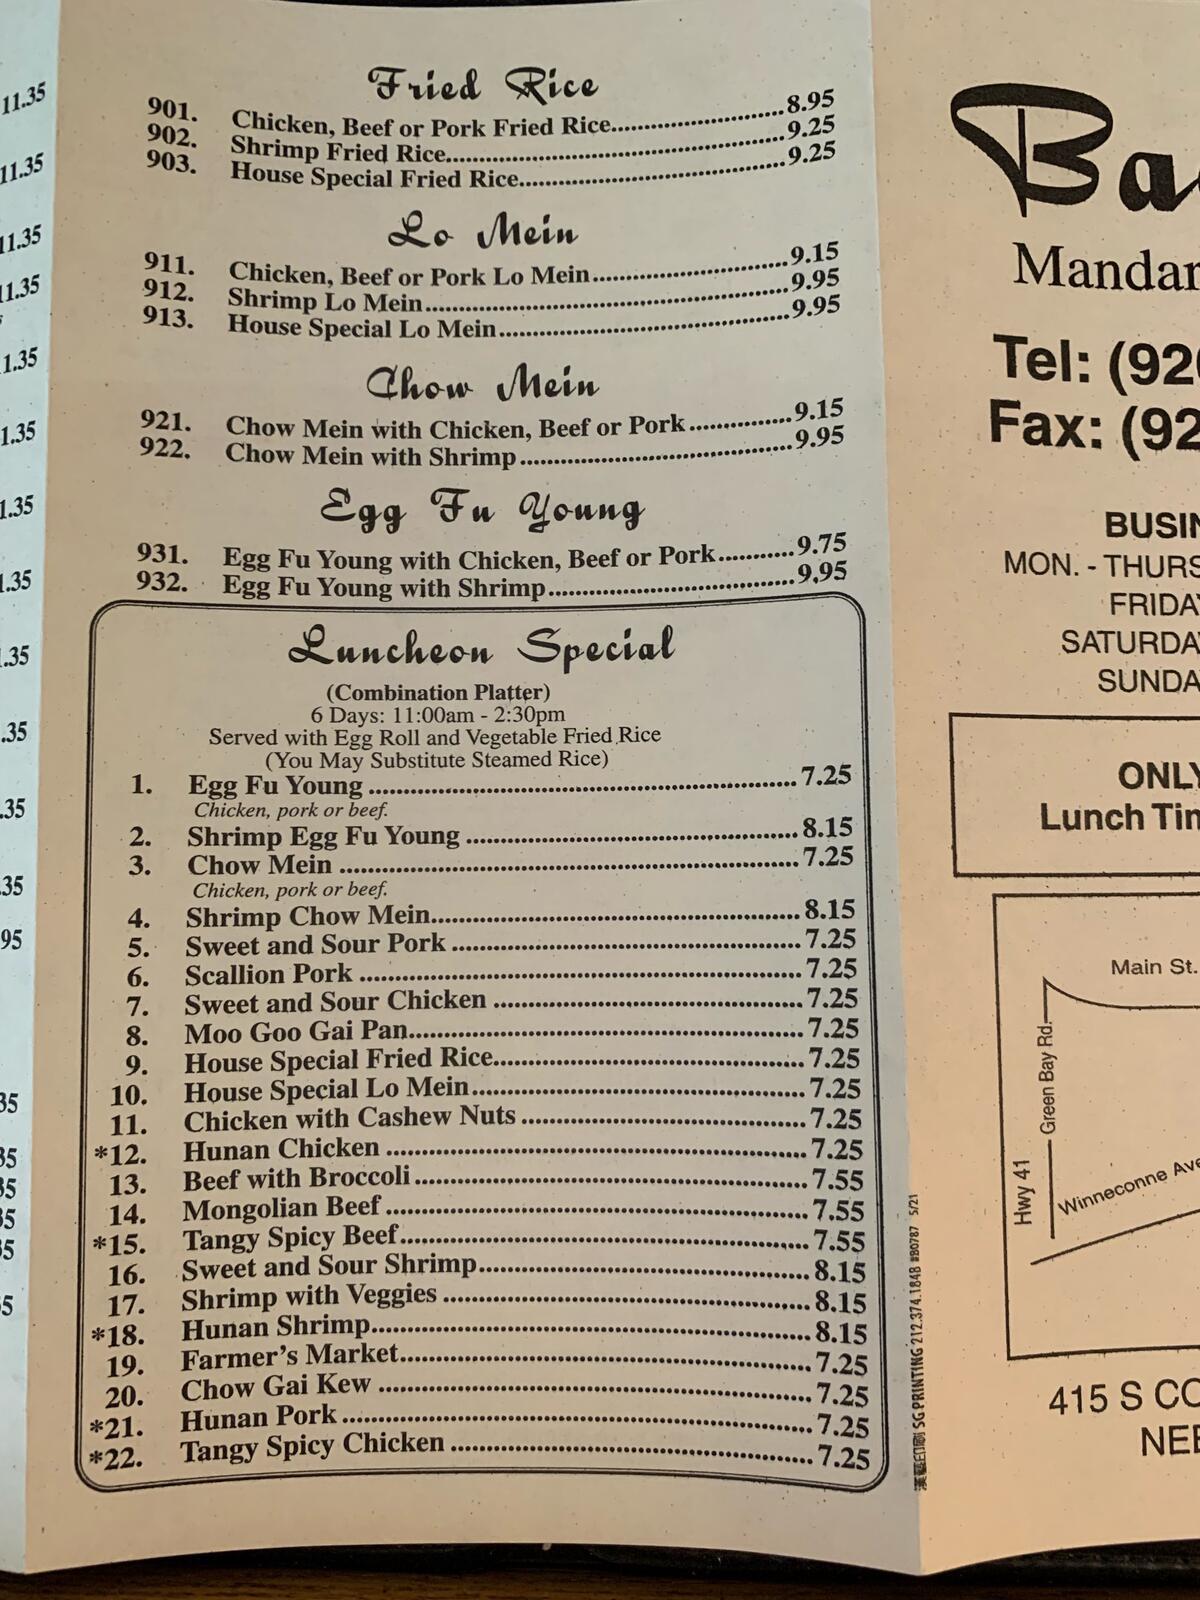 11.35
11.35
11.35
11.35
1.35
1.35
1.35
1.35
.35
.35
.35
.35
95
35
35
35
35
35
5
Fried Rice
901. Chicken, Beef or Pork Fried Rice 8.95
902. Shrimp Fried Rice 9.25
903. House Special Fried Rice 9.25
Lo Mein
911. Chicken, Beef or Pork Lo Mein 9.15
912. Shrimp Lo Mein 9.95
913. House Special Lo Mein 9.95
Chow Mein
921. Chow Mein with Chicken, Beef or Pork 9.15
922. Chow Mein with Shrimp 9.95
Egg Fu Young
931. Egg Fu Young with Chicken, Beef or Pork 9.75
932. Egg Fu Young with Shrimp 9.95
Luncheon Special
(Combination Platter)
6 Days: 11:00am - 2:30pm
Served with Egg Roll and Vegetable Fried Rice
(You May Substitute Steamed Rice)
1. Egg Fu Young 7.25
Chicken, pork or beef.
2. Shrimp Egg Fu Young 8.15
3. Chow Mein 7.25
Chicken, pork or beef.
4. Shrimp Chow Mein 8.15
5. Sweet and Sour Pork 7.25
6. Scallion Pork 7.25
7. Sweet and Sour Chicken 7.25
8. Moo Goo Gai Pan 7.25
9. House Special Fried Rice 7.25
10. House Special Lo Mein 7.25
11. Chicken with Cashew Nuts 7.25
*12. Hunan Chicken 7.25
13. Beef with Broccoli 7.55
14. Mongolian Beef 7.55
*15. Tangy Spicy Beef 7.55
16. Sweet and Sour Shrimp 8.15
17. Shrimp with Veggies 8.15
*18. Hunan Shrimp 8.15
19. Farmer's Market 7.25
20. Chow Gai Kew 7.25
*21. Hunan Pork 7.25
*22. Tangy Spicy Chicken 7.25
SG PRINTING 212.374.1848 #B0787 5/21
Ba
Mandar
Tel: (920
Fax: (92
BUSIN
MON. - THURS
FRIDAY
SATURDA
SUNDA
ONLY
Lunch Tim
Main St.
Green Bay Rd.
Hwy 41
Winneconne Ave
415 S CO
NEE